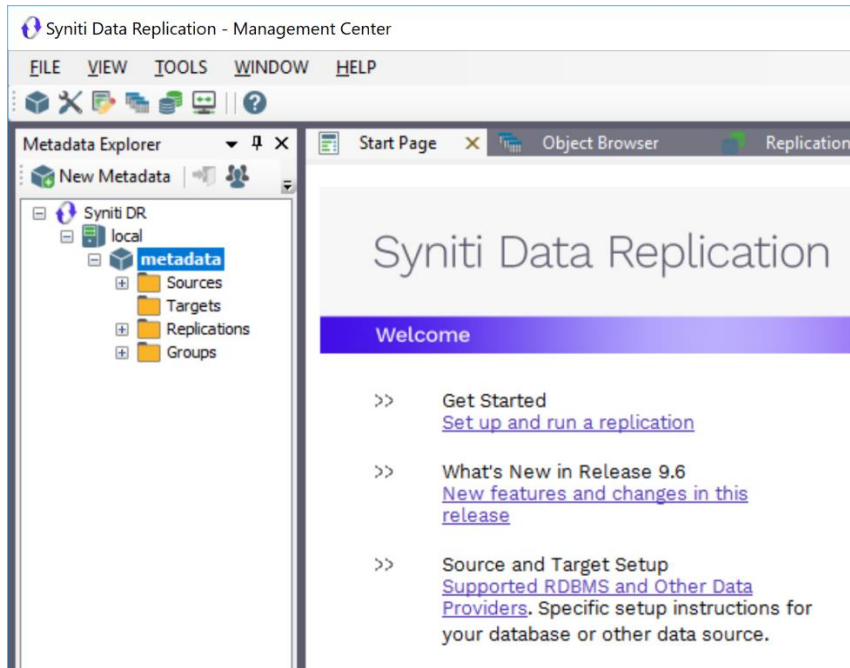 Syniti Data Replication - Management Center
FILE VIEW TOOLS WINDOW HELP
Metadata Explorer
Start Page
Object Browser
Replication
New Metadata
Syniti DR
local
metadata
Sources
Targets
Replications
Groups
Syniti Data Replication
Welcome
>> Get Started
Set up and run a replication
>> What's New in Release 9.6
New features and changes in this
release
>> Source and Target Setup
Supported RDBMS and Other Data
Providers. Specific setup instructions for
your database or other data source.